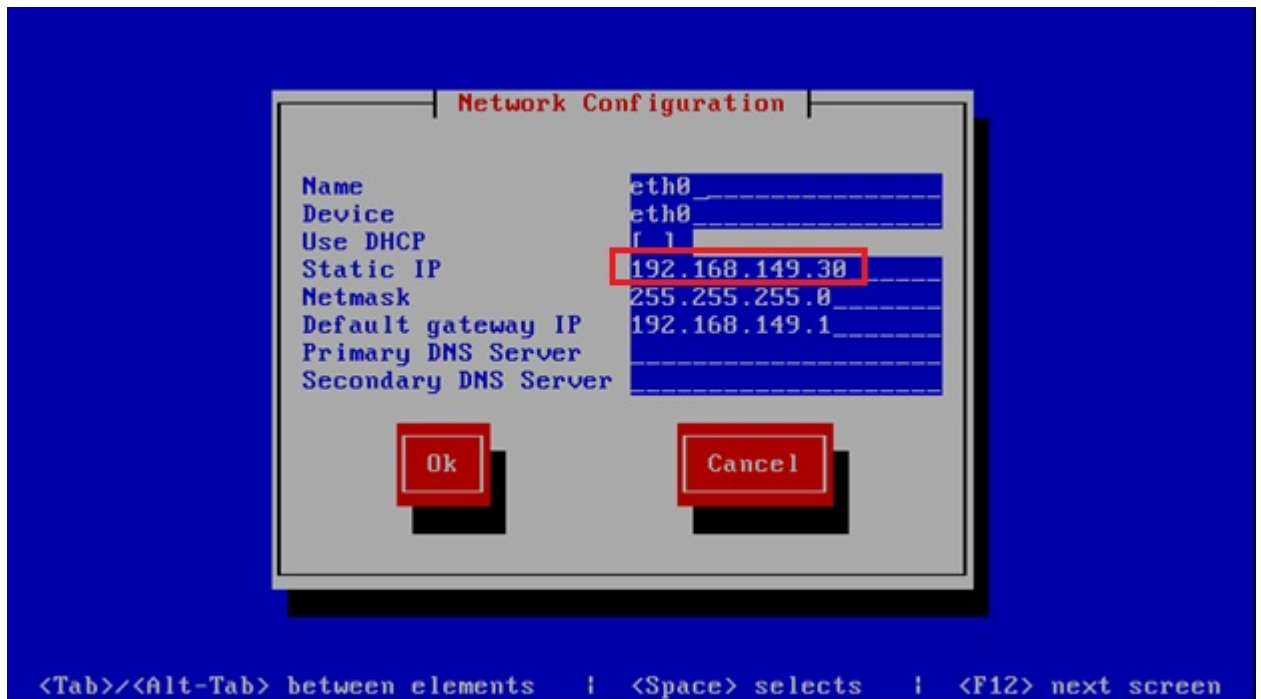 Network Configuration
Name eth0
Device eth0
Use DHCP [ ]
Static IP 192.168.149.30
Netmask 255.255.255.0
Default gateway IP 192.168.149.1
Primary DNS Server
Secondary DNS Server
Ok Cancel
<Tab>/<Alt-Tab> between elements | <Space> selects | <F12> next screen